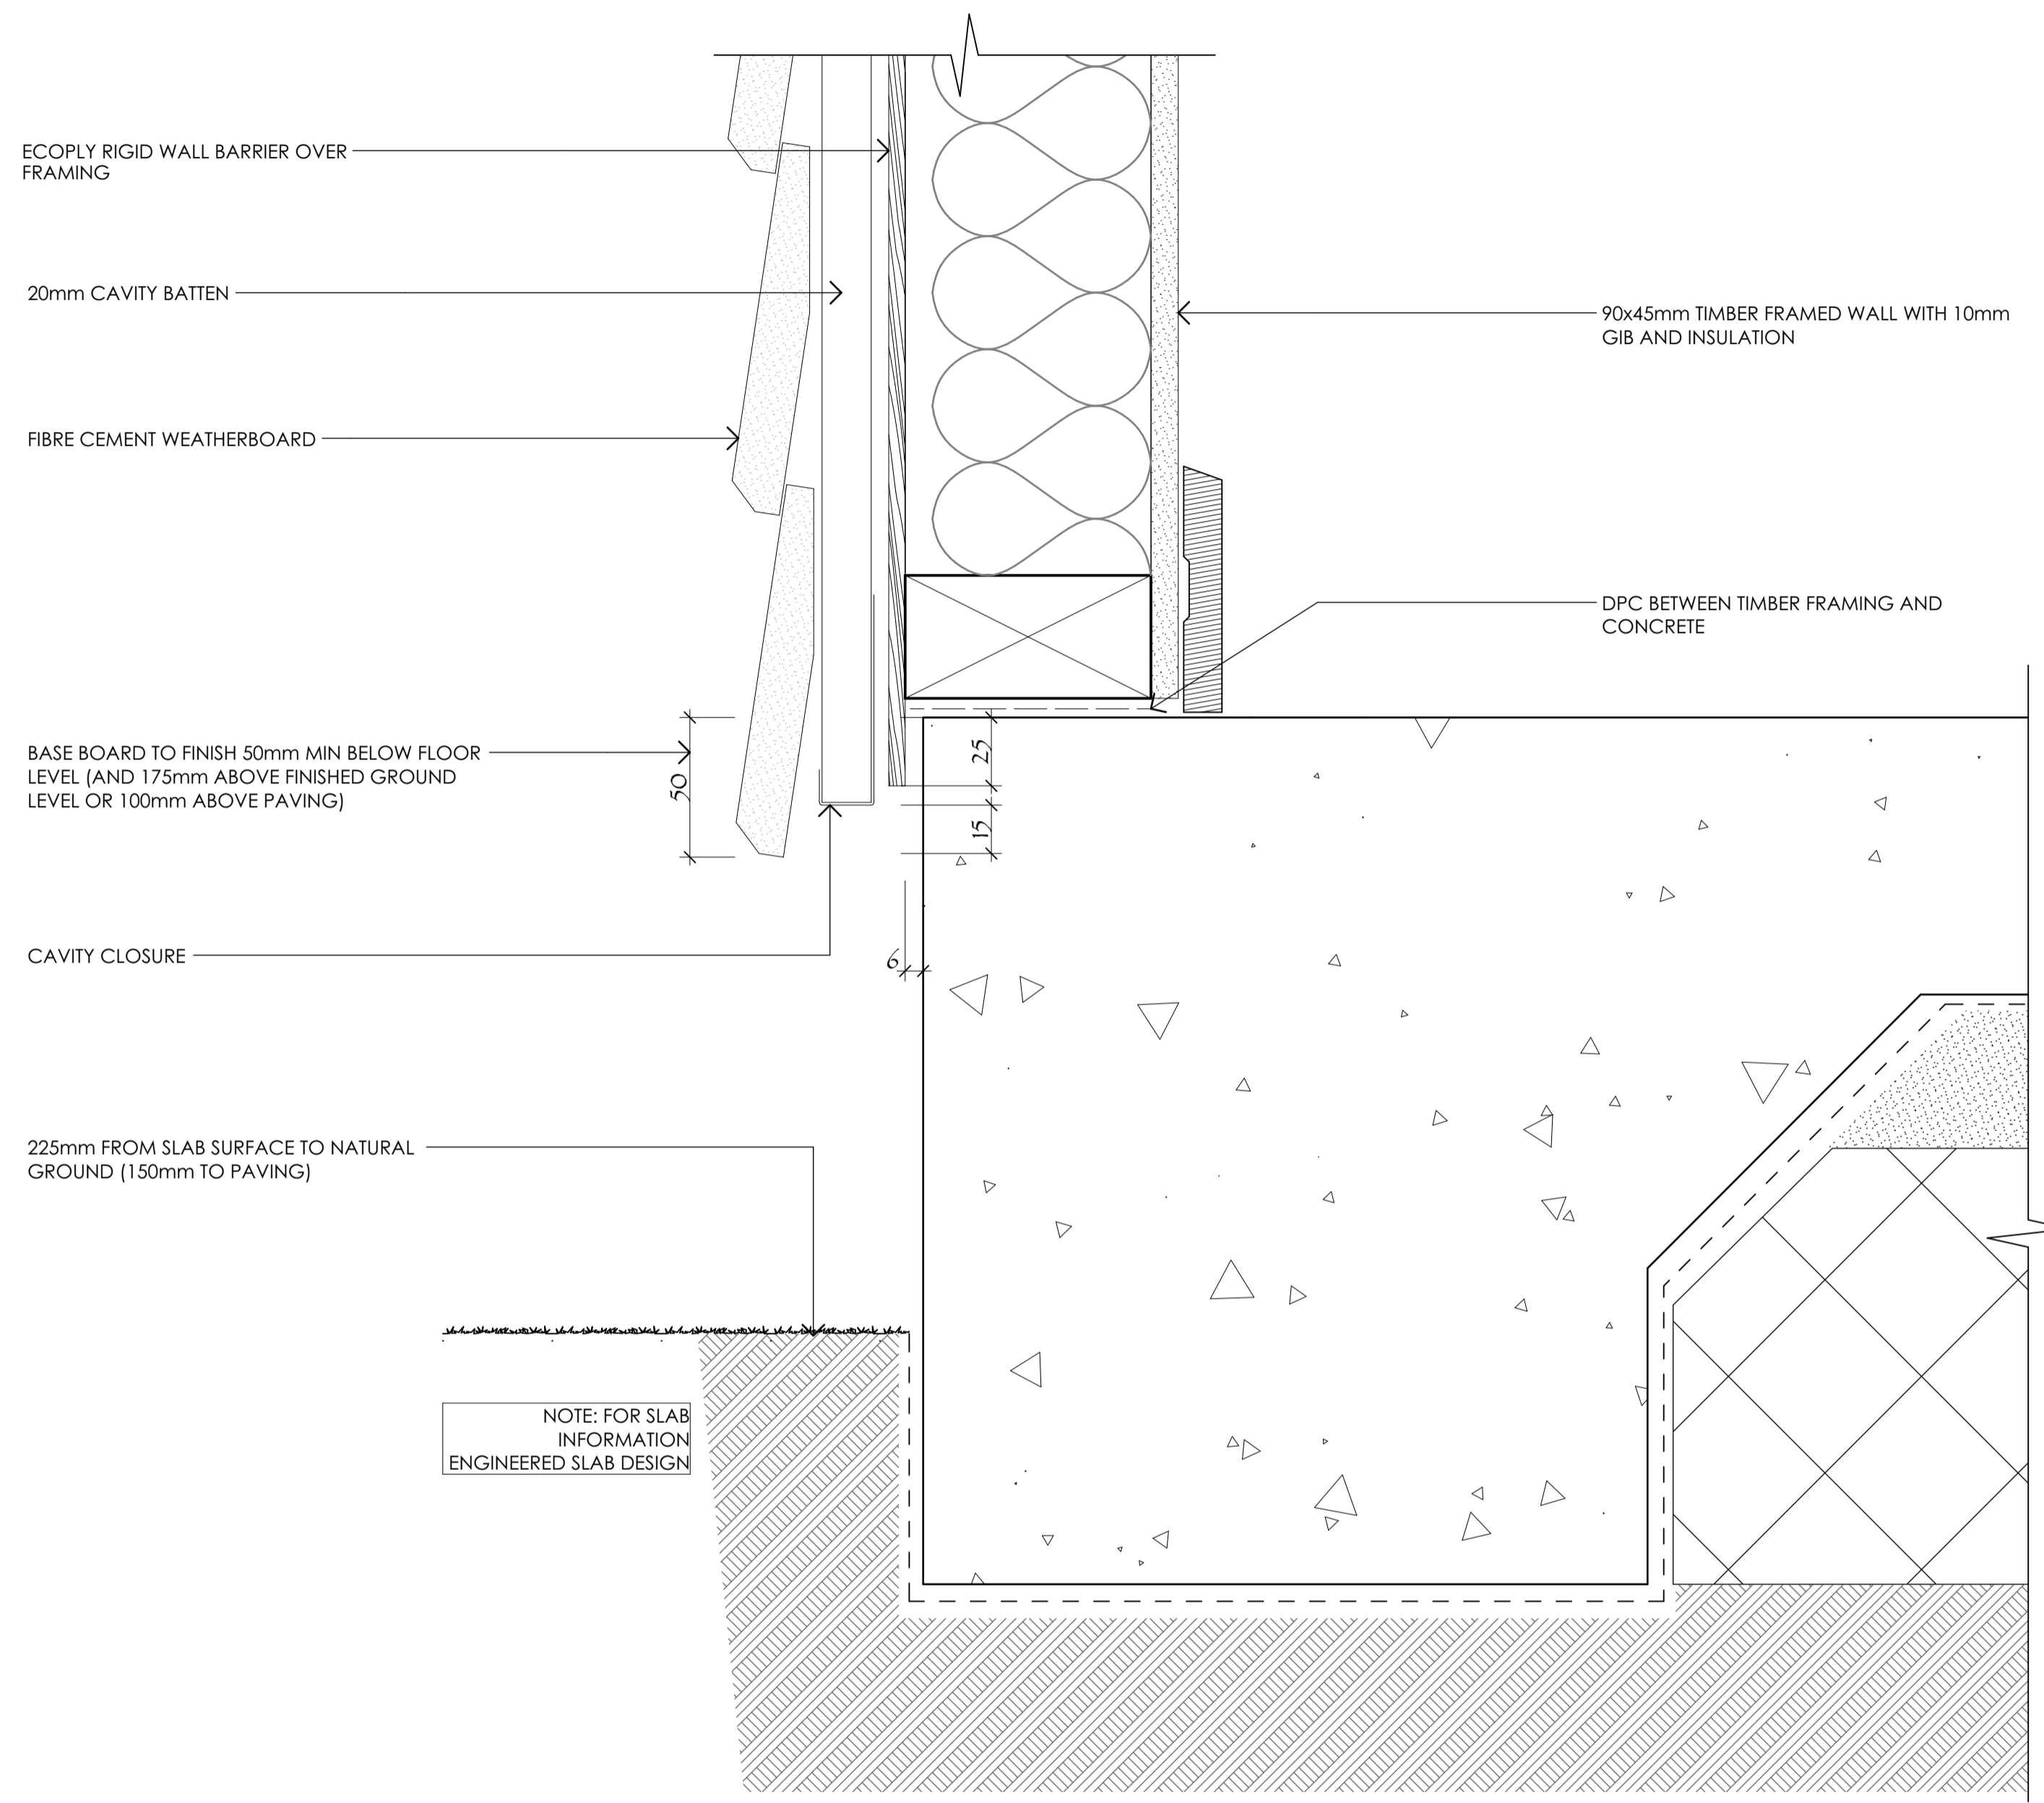 ECOPLY RIGID WALL BARRIER OVER
FRAMING
20mm CAVITY BATTEN
90x45mm TIMBER FRAMED WALL WITH 10mm
GIB AND INSULATION
FIBRE CEMENT WEATHERBOARD
DPC BETWEEN TIMBER FRAMING AND
CONCRETE
BASE BOARD TO FINISH 50mm MIN BELOW FLOOR
LEVEL (AND 175mm ABOVE FINISHED GROUND
LEVEL OR 100mm ABOVE PAVING)
50
25
15
CAVITY CLOSURE
6
225mm FROM SLAB SURFACE TO NATURAL
GROUND (150mm TO PAVING)
NOTE: FOR SLAB
INFORMATION
ENGINEERED SLAB DESIGN